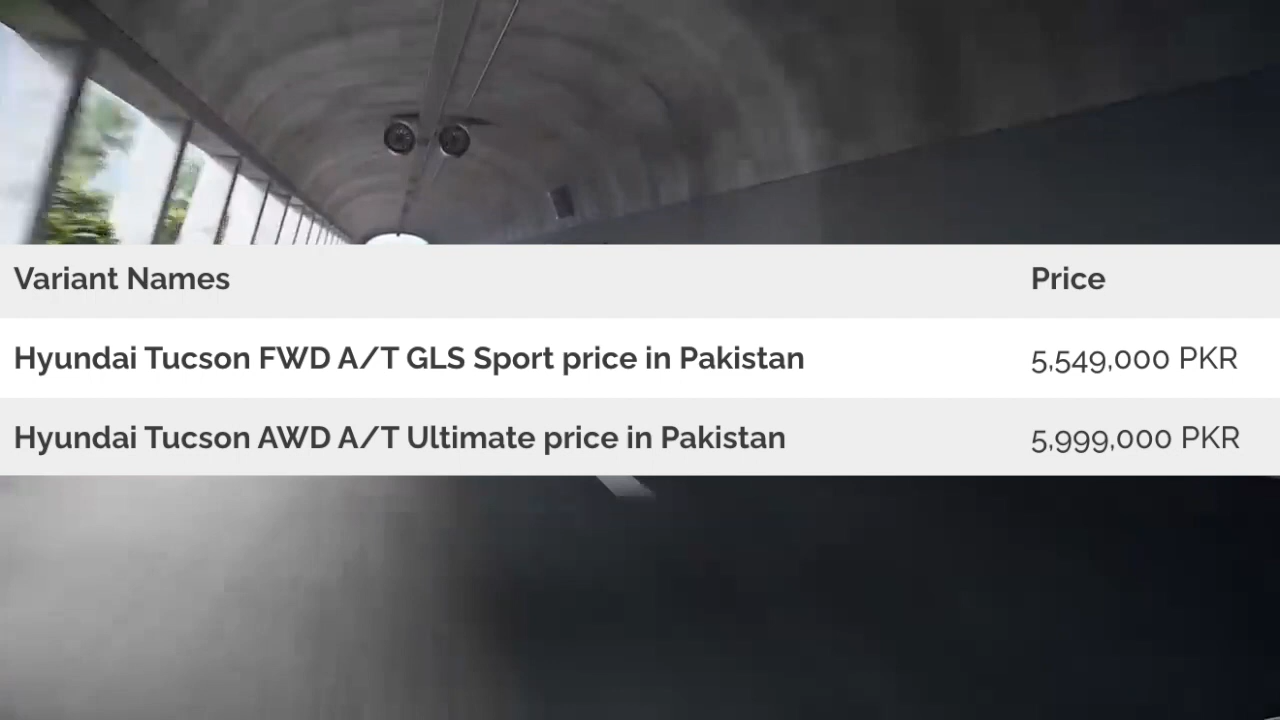 Variant Names Price
Hyundai Tucson FWD A/T GLS Sport price in Pakistan 5,549,000 PKR
Hyundai Tucson AWD A/T Ultimate price in Pakistan 5,999,000 PKR